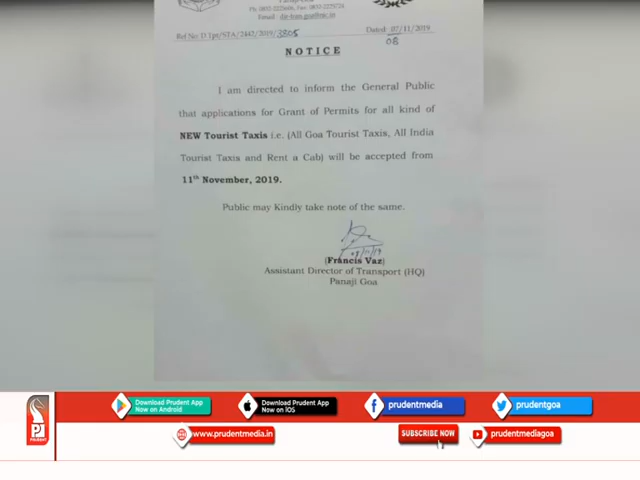 Email : dir-tran.goa@nic.in
Ref No: D.Tpt/STA/2442/2019/3805
Dated: 07/11/2019
08
NOTICE
I am directed to inform the General Public
that applications for Grant of Permits for all kind of
NEW Tourist Taxis i.e. (All Goa Tourist Taxis, All India
Tourist Taxis and Rent a Cab) will be accepted from
11th November, 2019.
Public may Kindly take note of the same.
08/11/19
(Francis Vaz)
Assistant Director of Transport (HQ)
Panaji Goa
PRUDENT
Download Prudent App
Now on Android
Download Prudent App
Now on IOS
prudentmedia
prudentgoa
www.prudentmedia.in
SUBSCRIBE NOW
prudentmediagoa